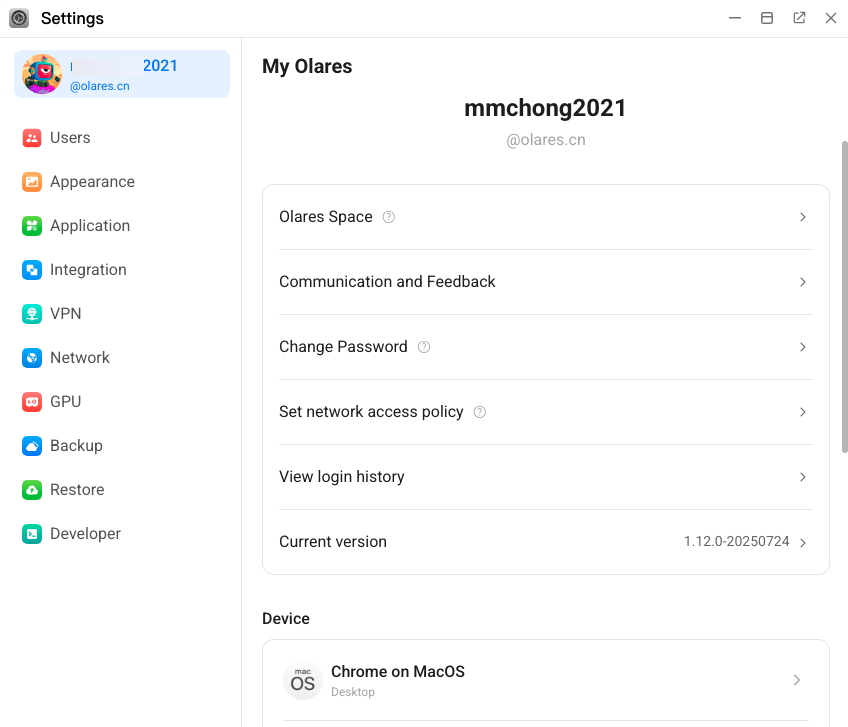 Settings
2021
@olares.cn
Users
Appearance
Application
Integration
VPN
Network
GPU
Backup
Restore
Developer
My Olares
mmchong2021
@olares.cn
Olares Space
Communication and Feedback
Change Password
Set network access policy
View login history
Current version 1.12.0-20250724
Device
mac
OS
Chrome on MacOS
Desktop